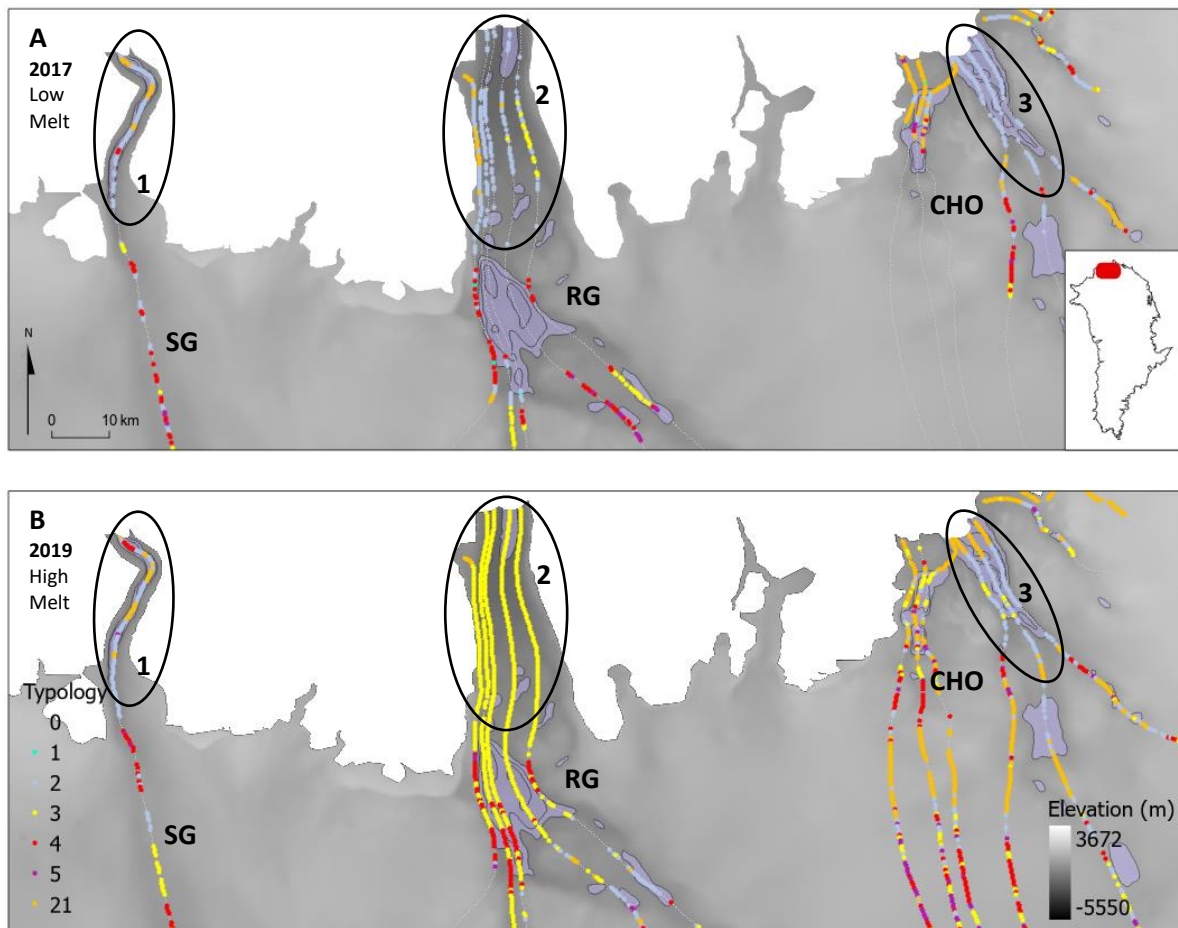 A
2017
Low
Melt
1
2
3
SG
RG
CHO
N
0 10 km
B
2019
High
Melt
1
2
3
SG
RG
CHO
Typology
0
1
2
3
4
5
21
Elevation (m)
3672
-5550